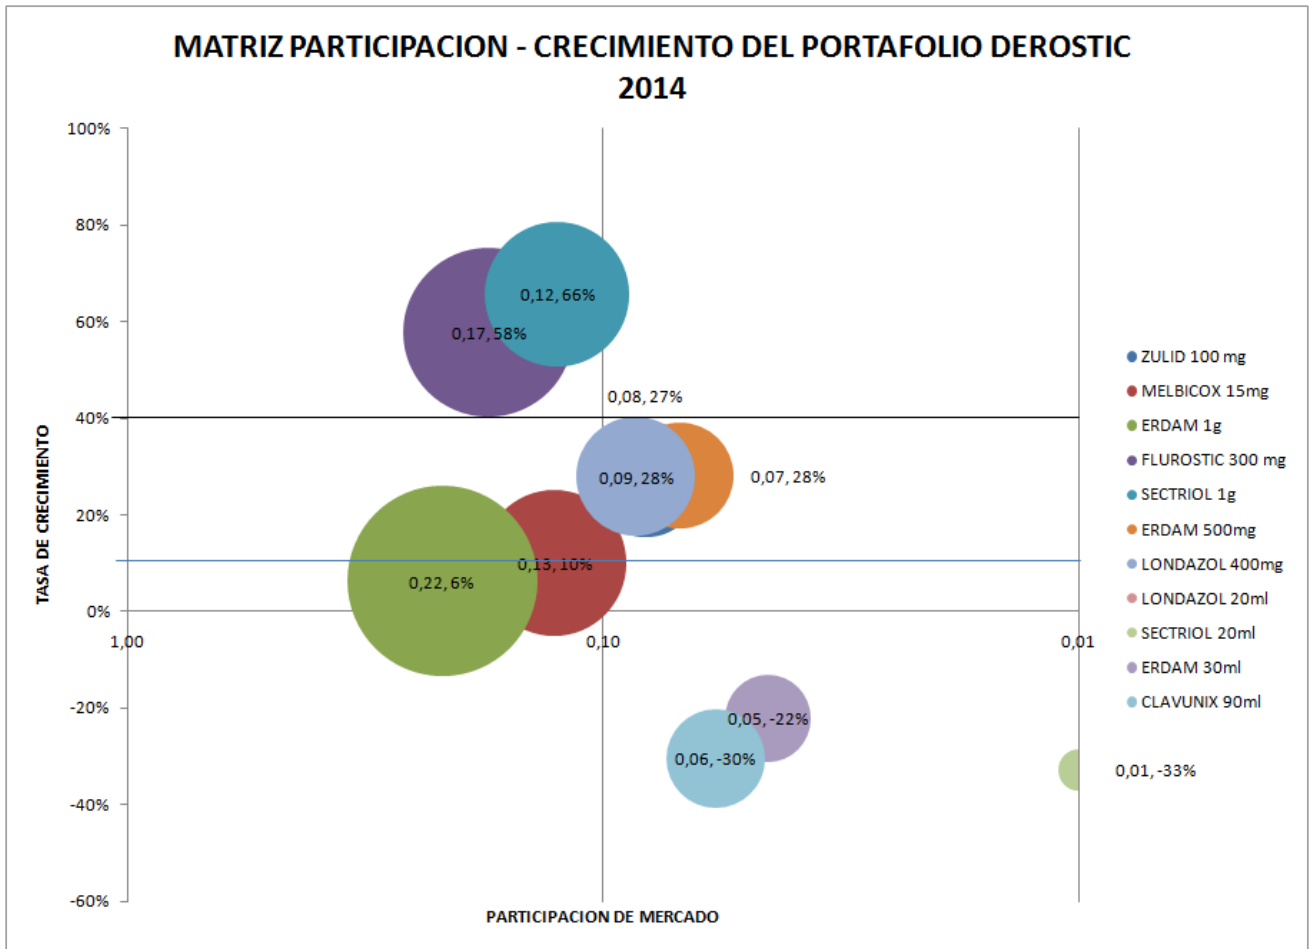 MATRIZ PARTICIPACION - CRECIMIENTO DEL PORTAFOLIO DEROSTIC
2014
100%
80%
60%
40%
20%
0%
-20%
-40%
-60%
TASA DE CRECIMIENTO
1,00
0,10
0,01
PARTICIPACION DE MERCADO
0,12, 66%
0,17, 58%
0,08, 27%
0,09, 28%
0,07, 28%
0,13, 10%
0,22, 6%
0,05, -22%
0,06, -30%
0,01, -33%
ZULID 100 mg
MELBICOX 15mg
ERDAM 1g
FLUROSTIC 300 mg
SECTRIOL 1g
ERDAM 500mg
LONDAZOL 400mg
LONDAZOL 20ml
SECTRIOL 20ml
ERDAM 30ml
CLAVUNIX 90ml